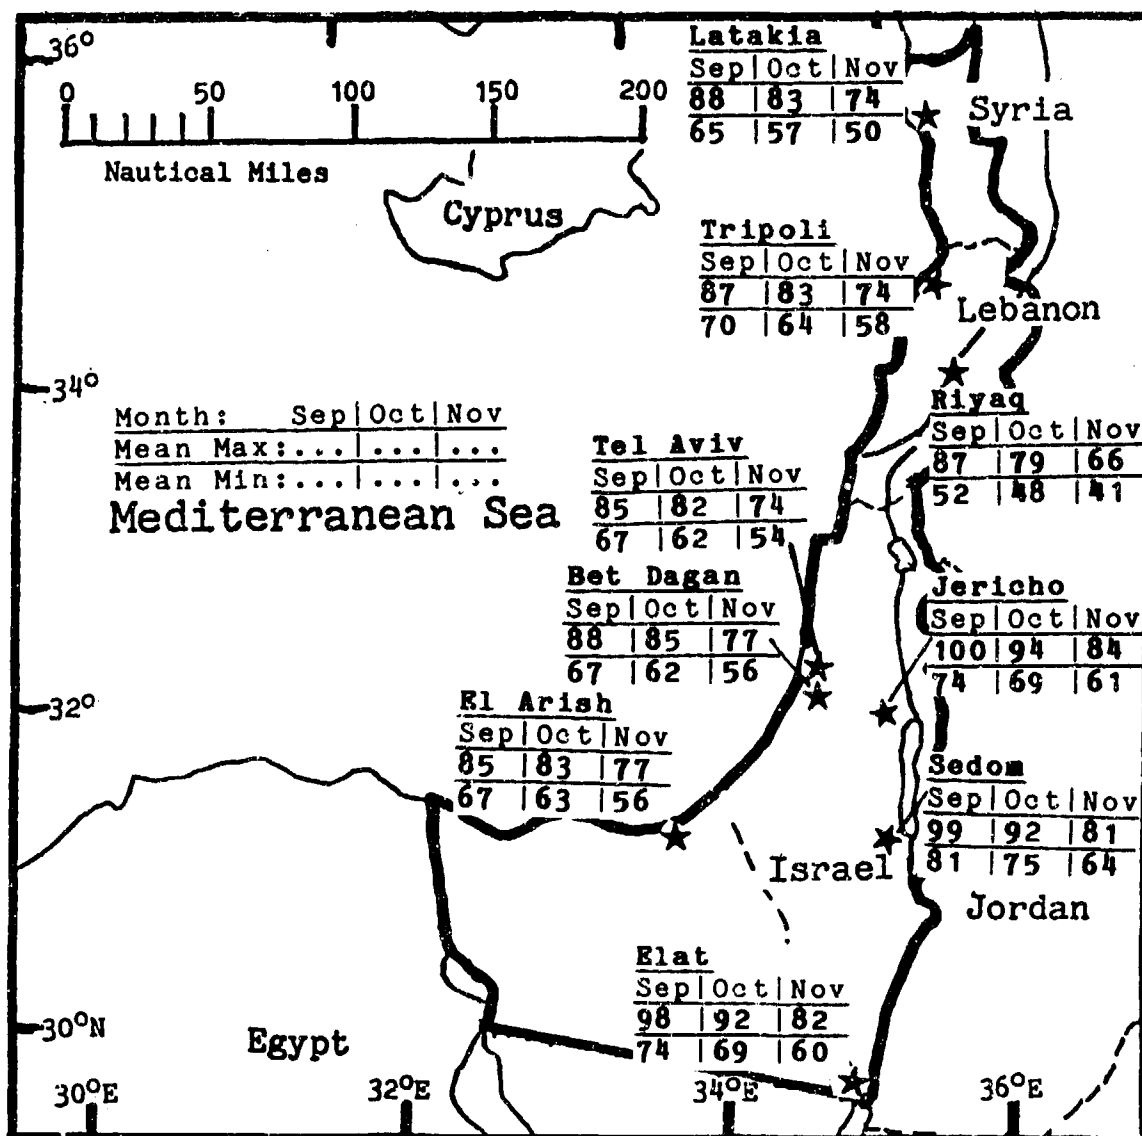 36°
0 50 100 150 200
Nautical Miles
Latakia
Sep|Oct|Nov
88 |83 |74
65 |57 |50
Syria
Cyprus
Tripoli
Sep|Oct|Nov
87 |83 |74
70 |64 |58
Lebanon
34°
Month: Sep|Oct|Nov
Mean Max:...|...|...
Mean Min:...|...|...
Mediterranean Sea
Riyaq
Sep|Oct|Nov
87 |79 |66
52 |48 |41
Tel Aviv
Sep|Oct|Nov
85 |82 |74
67 |62 |54
Bet Dagan
Sep|Oct|Nov
88 |85 |77
67 |62 |56
Jericho
Sep|Oct|Nov
100|94 |84
74 |69 |61
32°
El Arish
Sep|Oct|Nov
85 |83 |77
67 |63 |56
Sedom
Sep|Oct|Nov
99 |92 |81
81 |75 |64
Israel
Jordan
Elat
Sep|Oct|Nov
98 |92 |82
74 |69 |60
30°N
Egypt
30°E 32°E 34°E 36°E